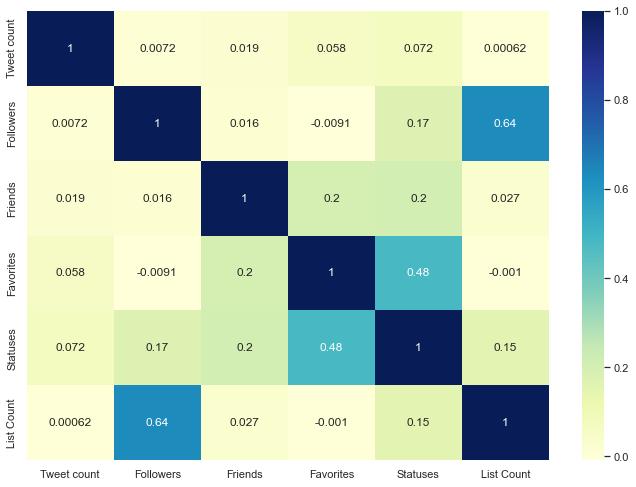 Tweet count 1 0.0072 0.019 0.058 0.072 0.00062
Followers 0.0072 1 0.016 -0.0091 0.17 0.64
Friends 0.019 0.016 1 0.2 0.2 0.027
Favorites 0.058 -0.0091 0.2 1 0.48 -0.001
Statuses 0.072 0.17 0.2 0.48 1 0.15
List Count 0.00062 0.64 0.027 -0.001 0.15 1
Tweet count Followers Friends Favorites Statuses List Count
1.0
0.8
0.6
0.4
0.2
0.0